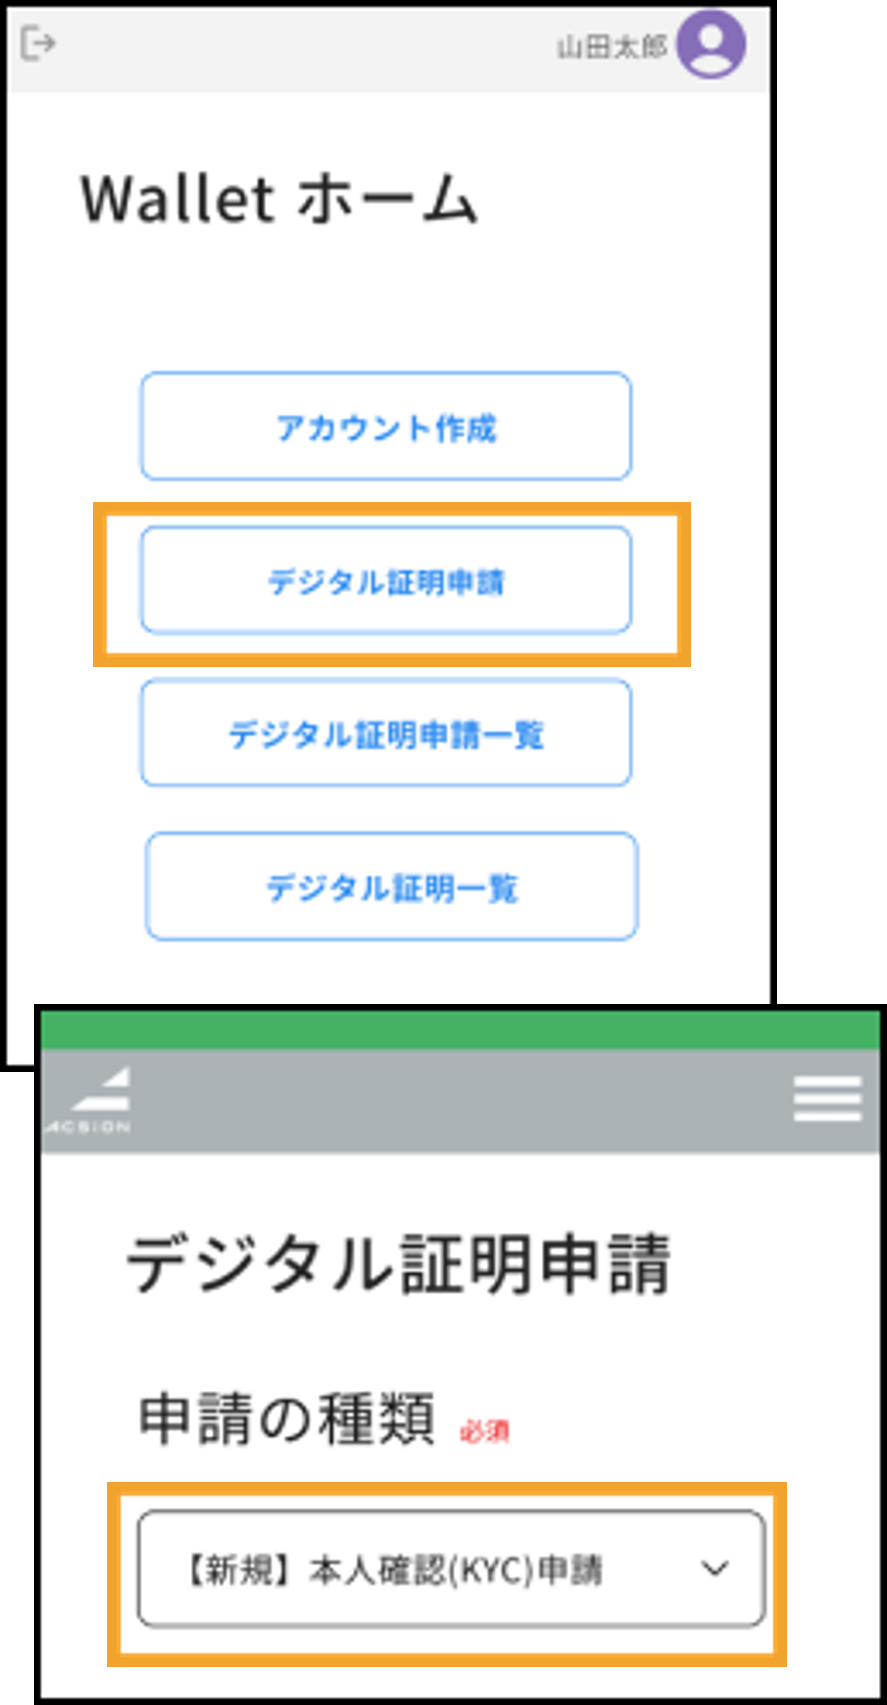 山田太郎
Wallet ホーム
アカウント作成
デジタル証明申請
デジタル証明申請一覧
デジタル証明一覧
ACSiON
デジタル証明申請
申請の種類 必須
【新規】本人確認(KYC)申請